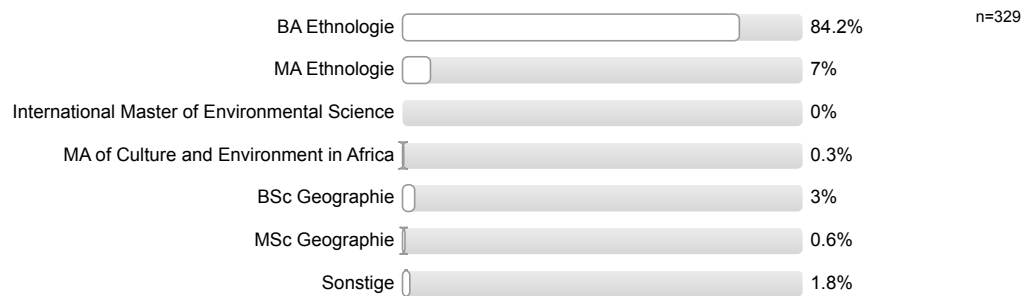 BA Ethnologie 84.2% n=329
MA Ethnologie 7%
International Master of Environmental Science 0%
MA of Culture and Environment in Africa 0.3%
BSc Geographie 3%
MSc Geographie 0.6%
Sonstige 1.8%